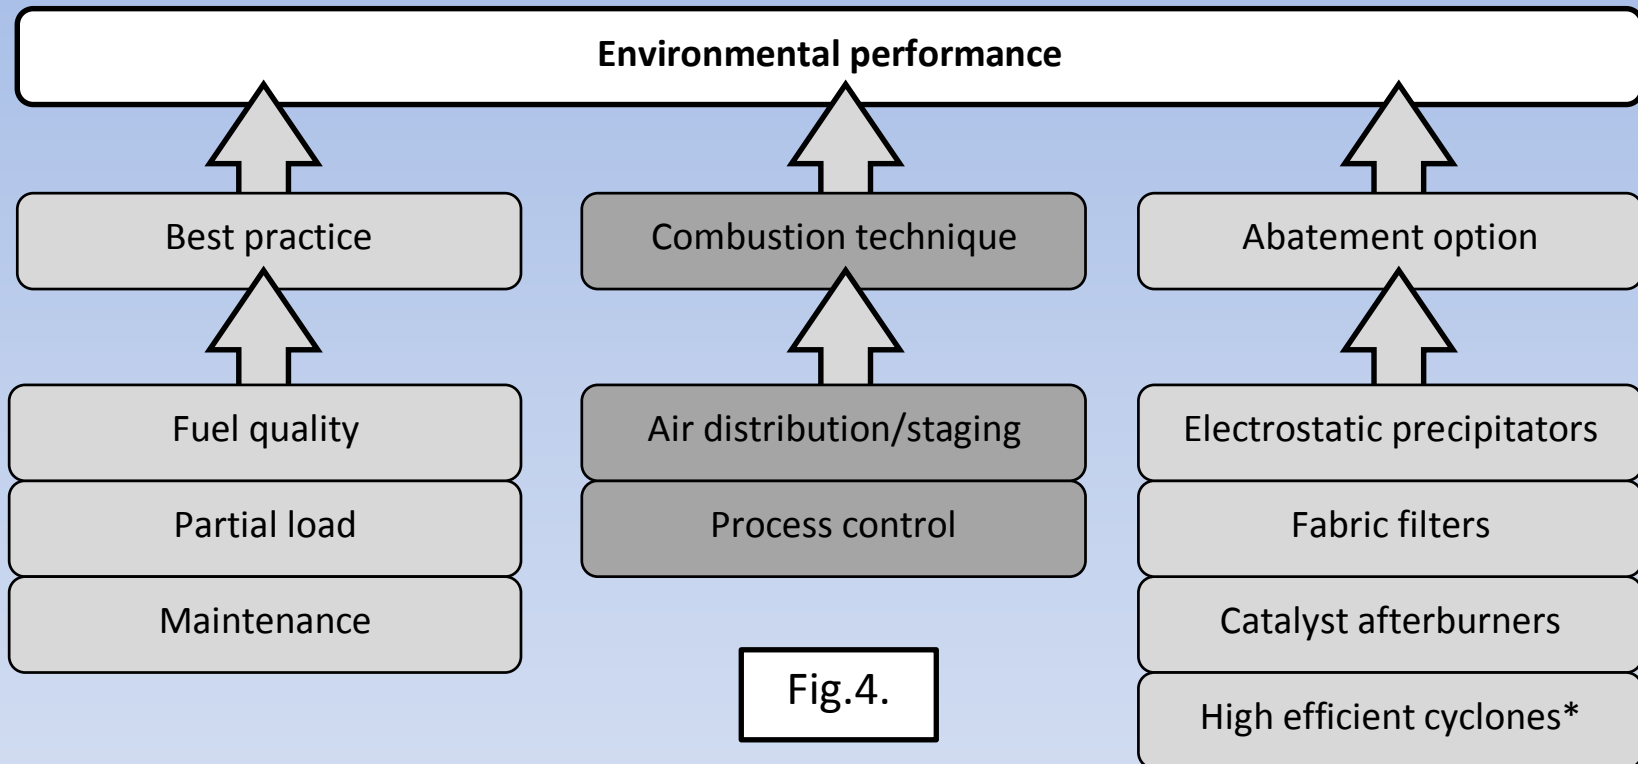 Environmental performance
Best practice
Combustion technique
Abatement option
Fuel quality
Partial load
Maintenance
Air distribution/staging
Process control
Electrostatic precipitators
Fabric filters
Catalyst afterburners
High efficient cyclones*
Fig.4.